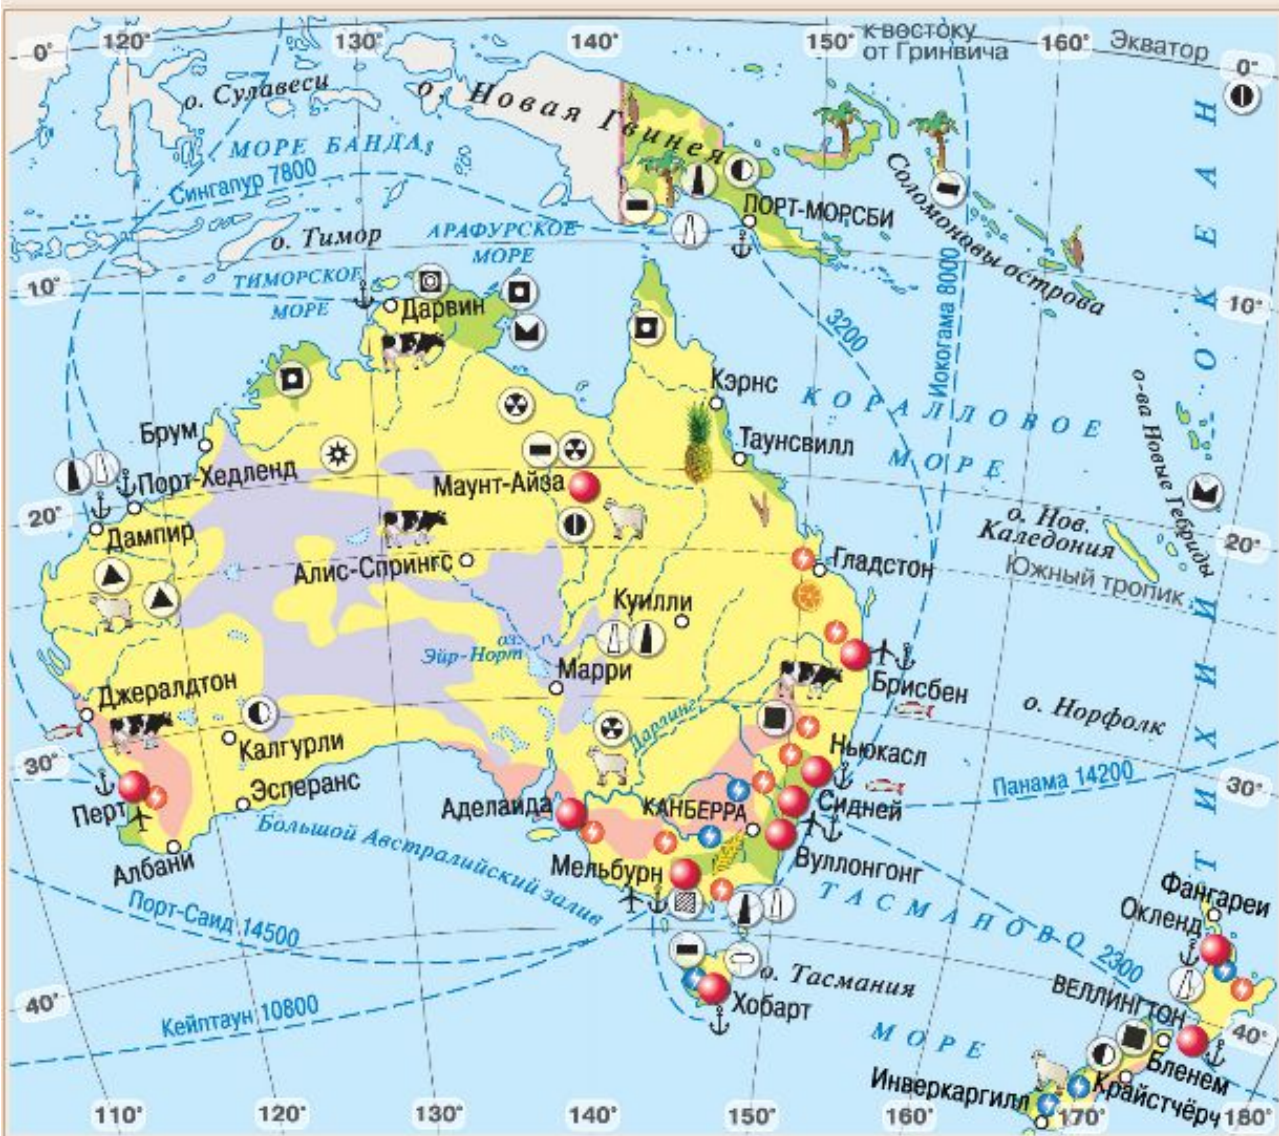 120°
130°
140°
150°
к востоку
от Гринвича
160°
Экватор
0°
0°
о. Сулавеси
о. Новая Гвинея
МОРЕ БАНДА
Сингапур 7800
Соломоновы острова
ПОРТ-МОРСБИ
о. Тимор
АРАФУРСКОЕ
МОРЕ
ТИМОРСКОЕ
МОРЕ
10°
10°
Дарвин
3200
Йокогама 8000
ТИХИЙ ОКЕАН
Кэрнс
КОРАЛЛОВОЕ
МОРЕ
о-ва Новые Гебриды
Брум
Таунсвилл
Порт-Хедленд
Маунт-Айза
20°
20°
Дампир
о. Нов.
Каледония
Алис-Спрингс
Гладстон
Южный тропик
Куилли
оз.
Эйр-Норт
Марри
Брисбен
Джералдтон
о. Норфолк
Дарлинг
Калгурли
Ньюкасл
30°
30°
Панама 14200
Перт
Эсперанс
Аделаида
КАНБЕРРА
Сидней
Большой Австралийский залив
Албани
Мельбурн
Вуллонгонг
ТАСМАНОВО
МОРЕ
2300
Фангареи
Окленд
Порт-Саид 14500
о. Тасмания
ВЕЛЛИНГТОН
40°
40°
Кейптаун 10800
Хобарт
Бленем
Крайстчёрч
Инверкаргилл
110°
120°
130°
140°
150°
160°
170°
180°